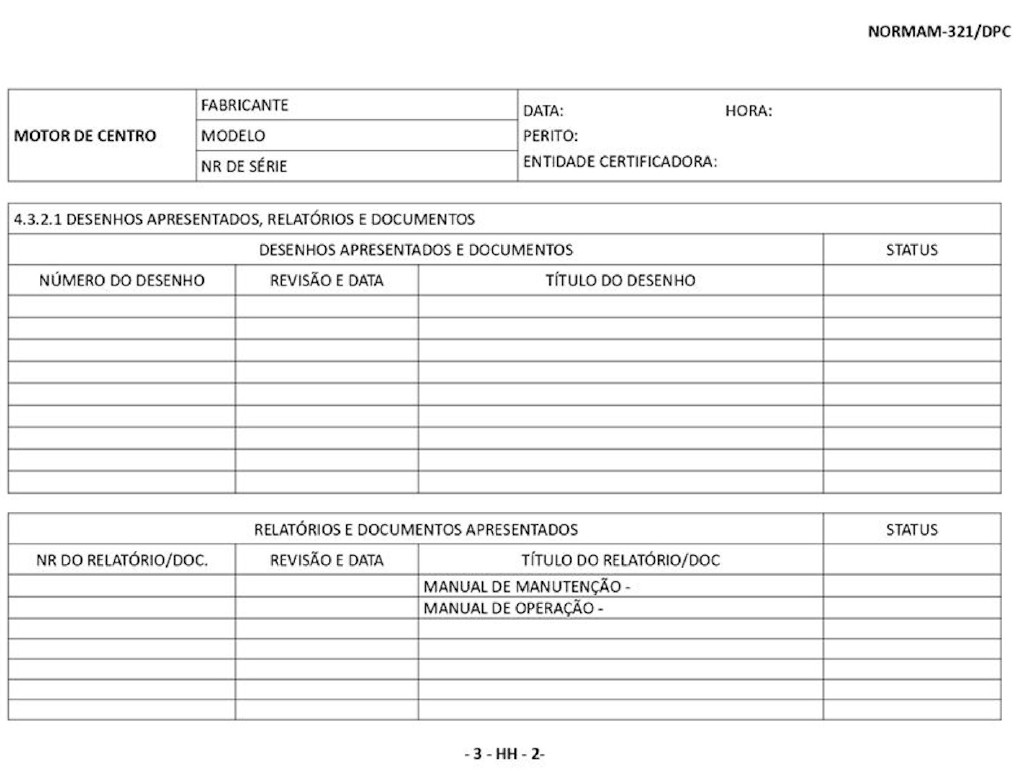 NORMAM-321/DPC
MOTOR DE CENTRO
FABRICANTE
MODELO
NR DE SÉRIE
DATA: HORA:
PERITO:
ENTIDADE CERTIFICADORA:
4.3.2.1 DESENHOS APRESENTADOS, RELATÓRIOS E DOCUMENTOS
DESENHOS APRESENTADOS E DOCUMENTOS STATUS
NÚMERO DO DESENHO REVISÃO E DATA TÍTULO DO DESENHO
RELATÓRIOS E DOCUMENTOS APRESENTADOS STATUS
NR DO RELATÓRIO/DOC. REVISÃO E DATA TÍTULO DO RELATÓRIO/DOC
MANUAL DE MANUTENÇÃO -
MANUAL DE OPERAÇÃO -
- 3 - HH - 2-